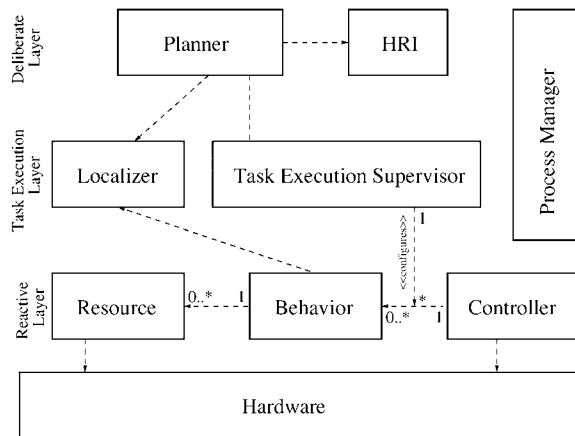 Deliberate
Layer
Planner
HRI
Process Manager
Task Execution
Layer
Localizer
Task Execution Supervisor
<<configures>>
1
Reactive
Layer
Resource
0..*
1
Behavior
0..*
*
1
Controller
Hardware